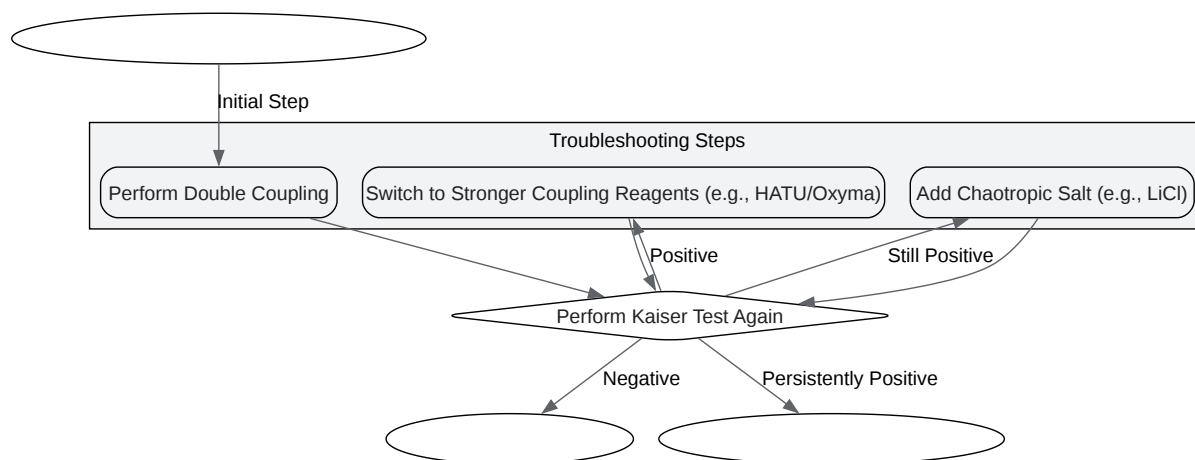 Initial Step
Troubleshooting Steps
Perform Double Coupling
Switch to Stronger Coupling Reagents (e.g., HATU/Oxyma)
Add Chaotropic Salt (e.g., LiCl)
Positive
Still Positive
Perform Kaiser Test Again
Negative
Persistently Positive